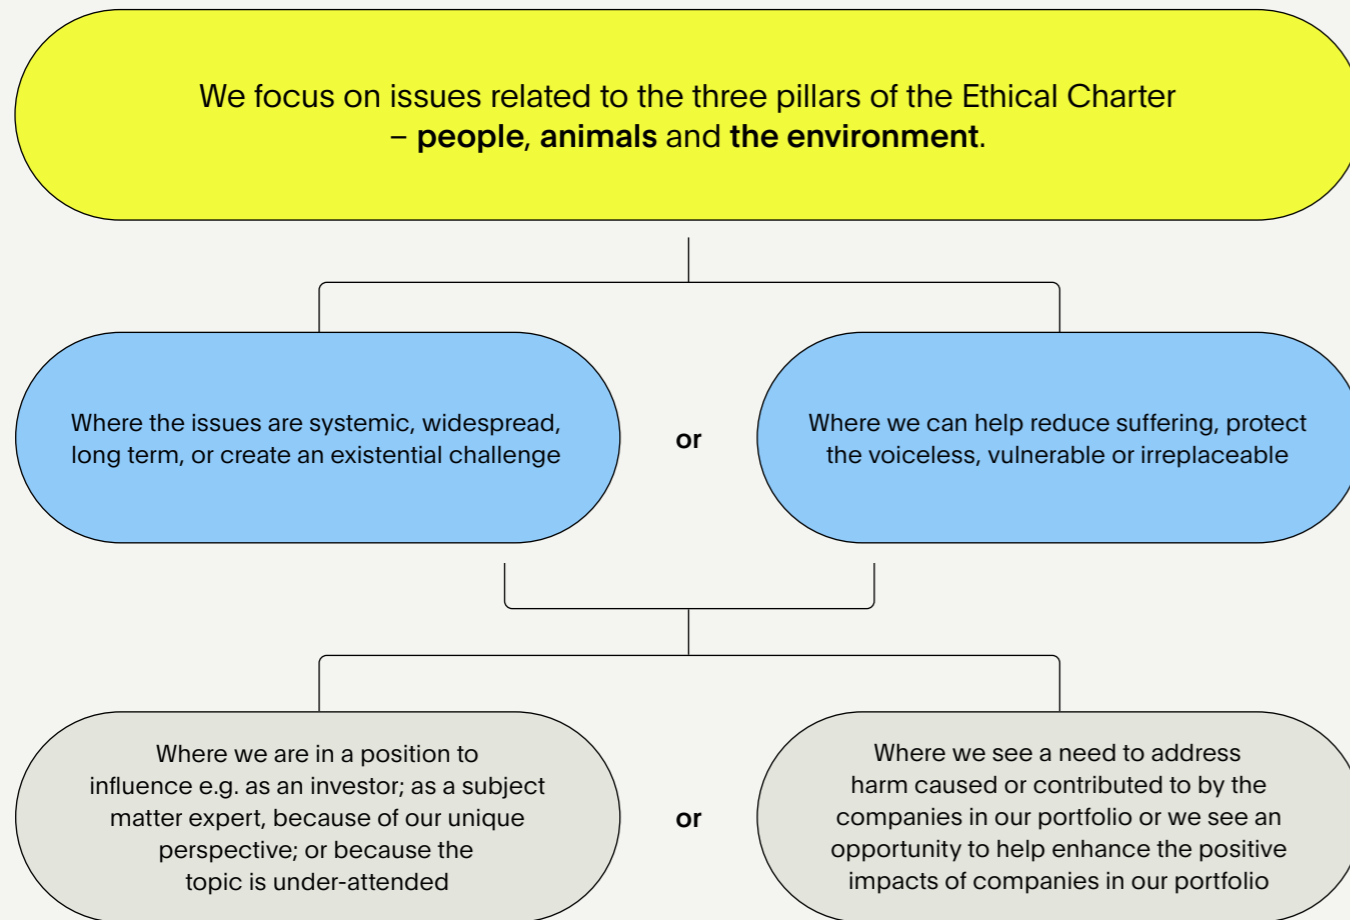 We focus on issues related to the three pillars of the Ethical Charter
– people, animals and the environment.
Where the issues are systemic, widespread,
long term, or create an existential challenge
or
Where we can help reduce suffering, protect
the voiceless, vulnerable or irreplaceable
Where we are in a position to
influence e.g. as an investor; as a subject
matter expert, because of our unique
perspective; or because the
topic is under-attended
or
Where we see a need to address
harm caused or contributed to by the
companies in our portfolio or we see an
opportunity to help enhance the positive
impacts of companies in our portfolio